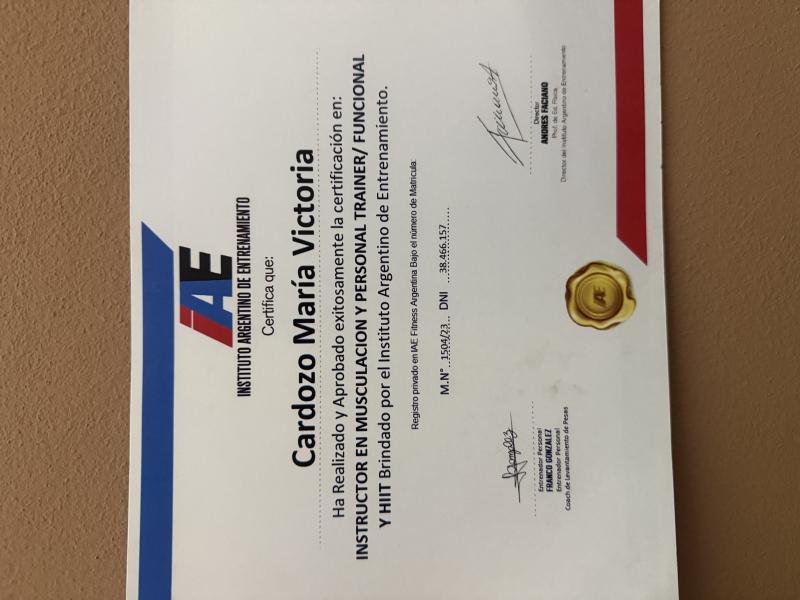 IAE
INSTITUTO ARGENTINO DE ENTRENAMIENTO
Certifica que:
Cardozo María Victoria
Ha Realizado y Aprobado exitosamente la certificación en:
INSTRUCTOR EN MUSCULACION Y PERSONAL TRAINER/ FUNCIONAL
Y HIIT Brindado por el Instituto Argentino de Entrenamiento.
Registro privado en IAE Fitness Argentina Bajo el número de Matricula:
M.N° 1504/23 DNI 38.466.157
Entrenador Personal
FRANCO GONZALEZ
Entrenador Personal
Coach de Levantamiento de Pesas
IAE
Director
ANDRES FACIANO
Prof. de Ed. Física
Director del Instituto Argentino de Entrenamiento